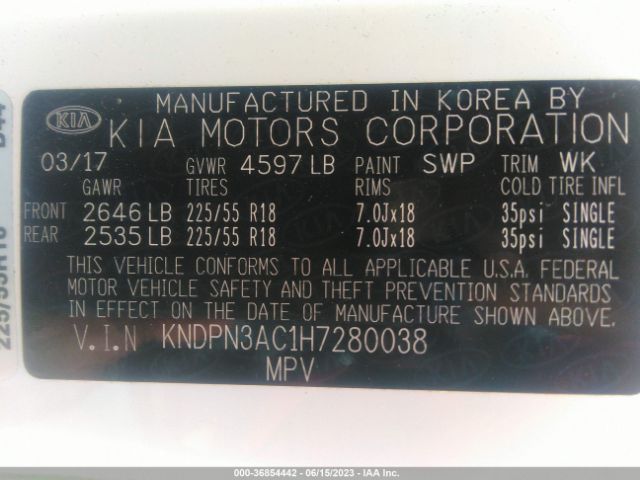 MANUFACTURED IN KOREA BY
KIA KIA MOTORS CORPORATION
03/17 GVWR 4597 LB PAINT SWP TRIM WK
GAWR TIRES RIMS COLD TIRE INFL
FRONT 2646 LB 225/55 R18 7.0Jx18 35psi SINGLE
REAR 2535 LB 225/55 R18 7.0Jx18 35psi SINGLE
THIS VEHICLE CONFORMS TO ALL APPLICABLE U.S.A. FEDERAL
MOTOR VEHICLE SAFETY AND THEFT PREVENTION STANDARDS
IN EFFECT ON THE DATE OF MANUFACTURE SHOWN ABOVE.
V.I.N KNDPN3AC1H7280038
MPV
225/55R18
000-36854442 - 06/15/2023 - IAA Inc.